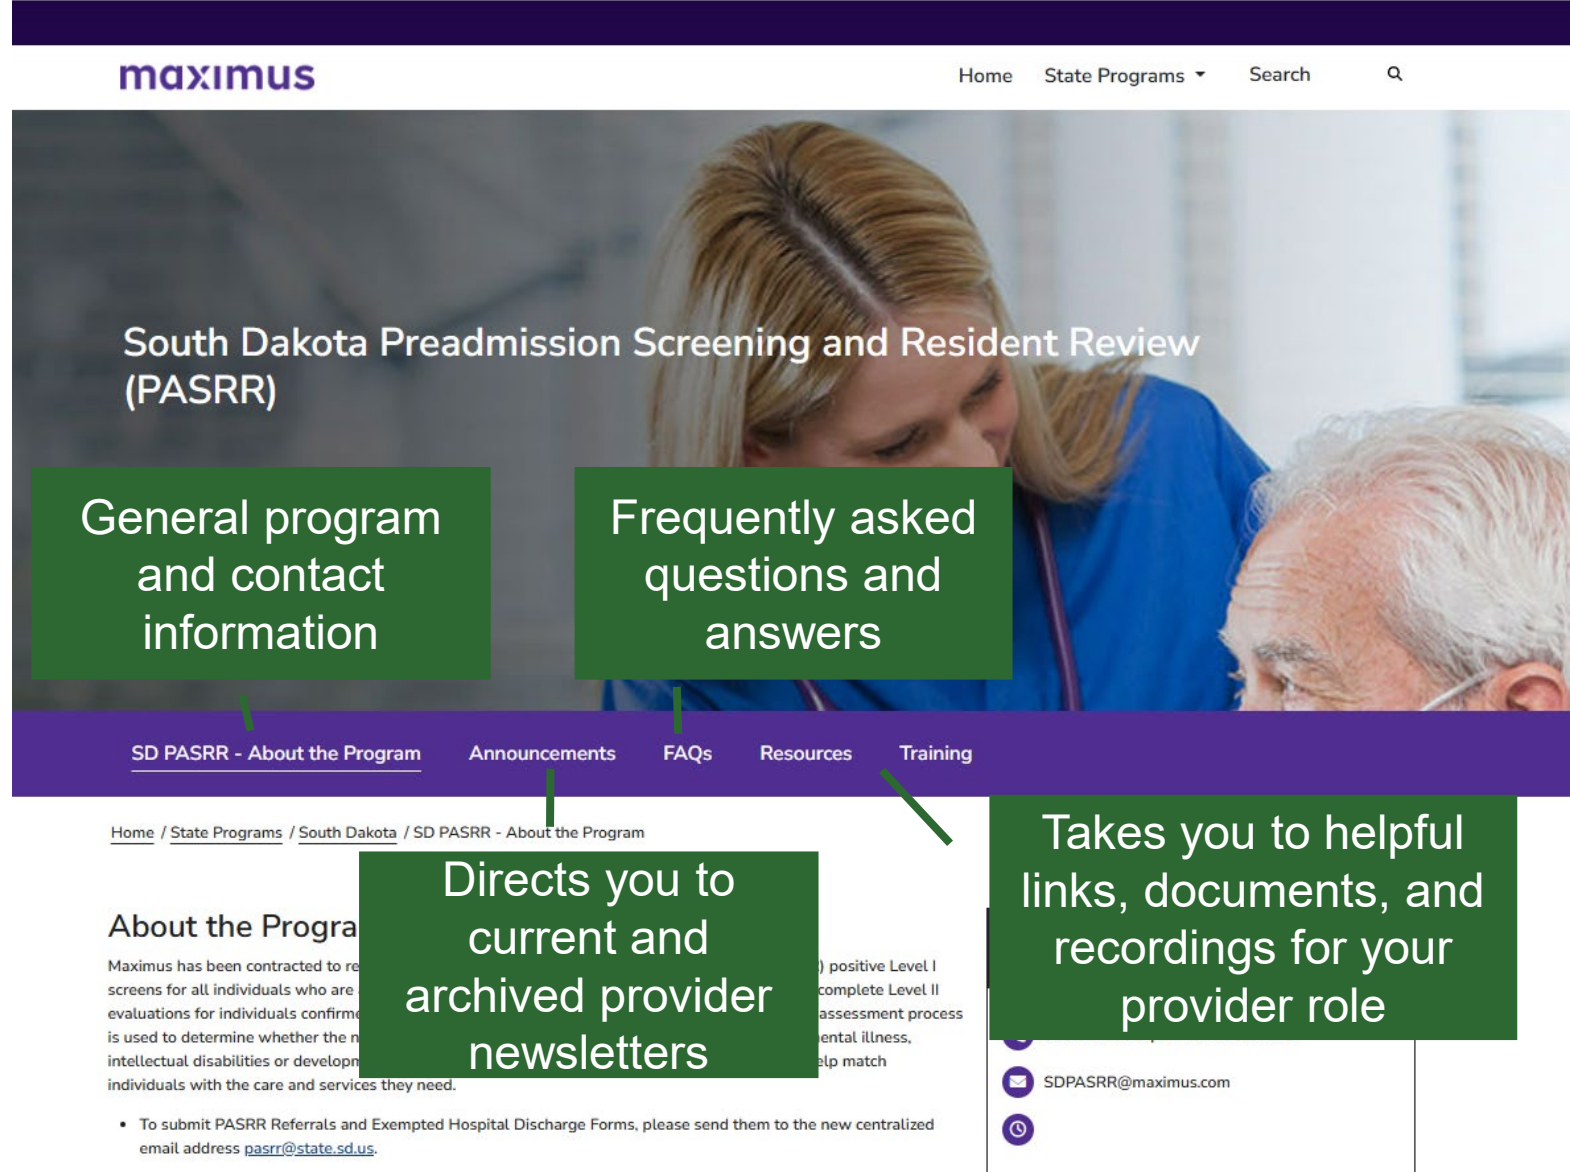 maximus
Home State Programs Search
South Dakota Preadmission Screening and Resident Review
(PASRR)
General program
and contact
information
Frequently asked
questions and
answers
SD PASRR - About the Program Announcements FAQs Resources Training
Home / State Programs / South Dakota / SD PASRR - About the Program
Directs you to
current and
archived provider
newsletters
Takes you to helpful
links, documents, and
recordings for your
provider role
About the
Maximus has been contracted to ) positive Level I
screens for all individuals who are complete Level II
evaluations for individuals assessment process
is used to determine whether the illness,
intellectual disabilities or match
individuals with the care and services they need.
• To submit PASRR Referrals and Exempted Hospital Discharge Forms, please send them to the new centralized
email address pasrr@state.sd.us.
SDPASRR@maximus.com